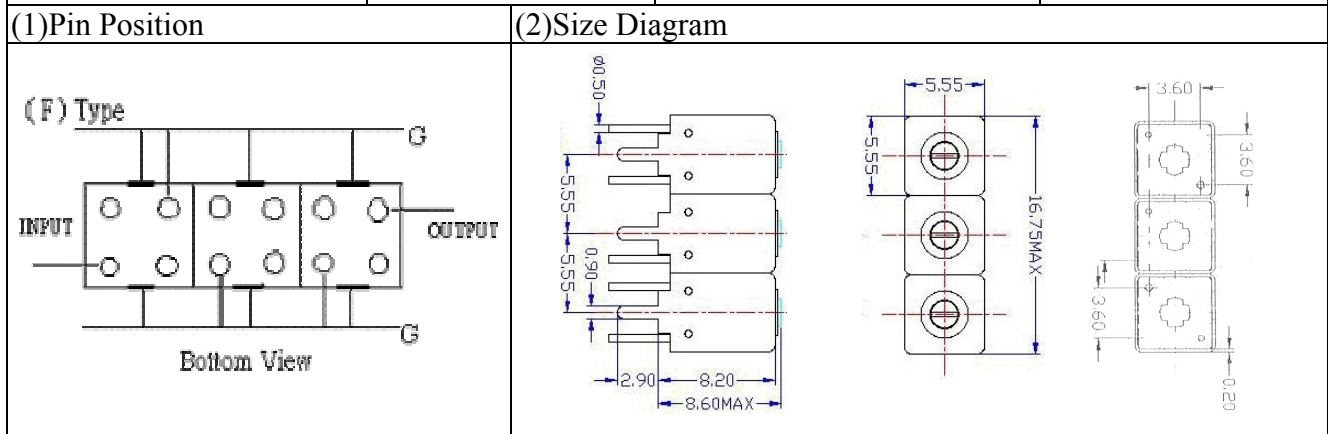 (1)Pin Position
(2)Size Diagram
(F) Type
G
INPUT
OUTPUT
G
Bottom View
ø0.50
5.55
5.55
0.90
2.90
8.20
8.60MAX
5.55
5.55
16.75MAX
3.60
3.60
3.60
0.20